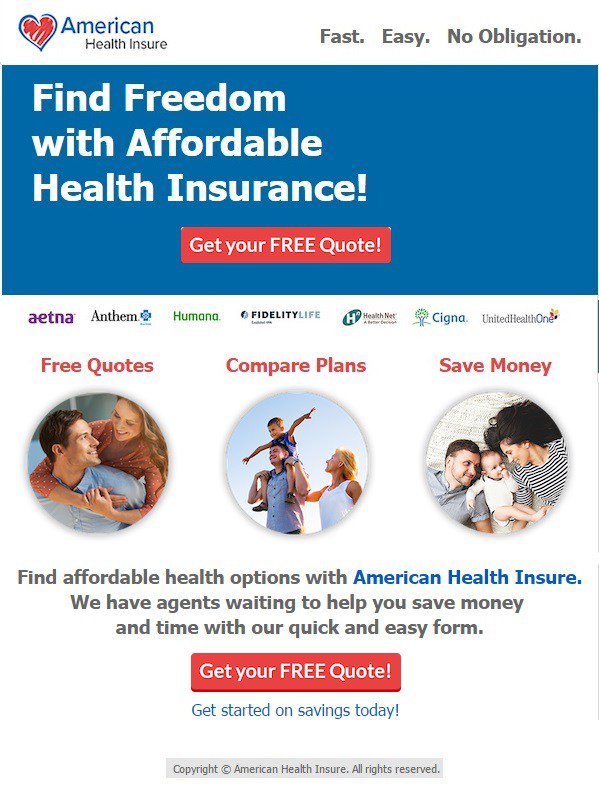 American
Health Insure
Fast. Easy. No Obligation.
Find Freedom
with Affordable
Health Insurance!
Get your FREE Quote!
aetna Anthem Humana. FIDELITYLIFE Health Net Cigna. UnitedHealthOne
A Better Decision
Free Quotes Compare Plans Save Money
Find affordable health options with American Health Insure.
We have agents waiting to help you save money
and time with our quick and easy form.
Get your FREE Quote!
Get started on savings today!
Copyright © American Health Insure. All rights reserved.